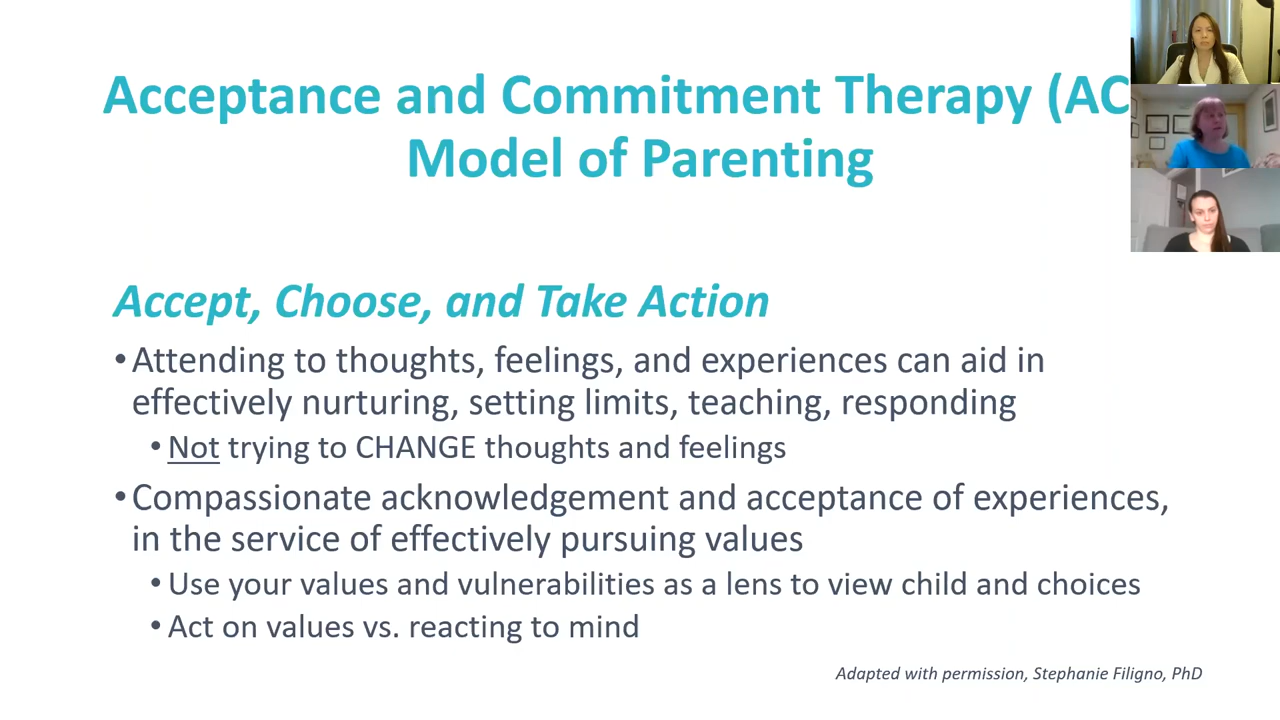 Acceptance and Commitment Therapy (AC
Model of Parenting
Accept, Choose, and Take Action
•Attending to thoughts, feelings, and experiences can aid in
effectively nurturing, setting limits, teaching, responding
•Not trying to CHANGE thoughts and feelings
•Compassionate acknowledgement and acceptance of experiences,
in the service of effectively pursuing values
•Use your values and vulnerabilities as a lens to view child and choices
•Act on values vs. reacting to mind
Adapted with permission, Stephanie Filigno, PhD